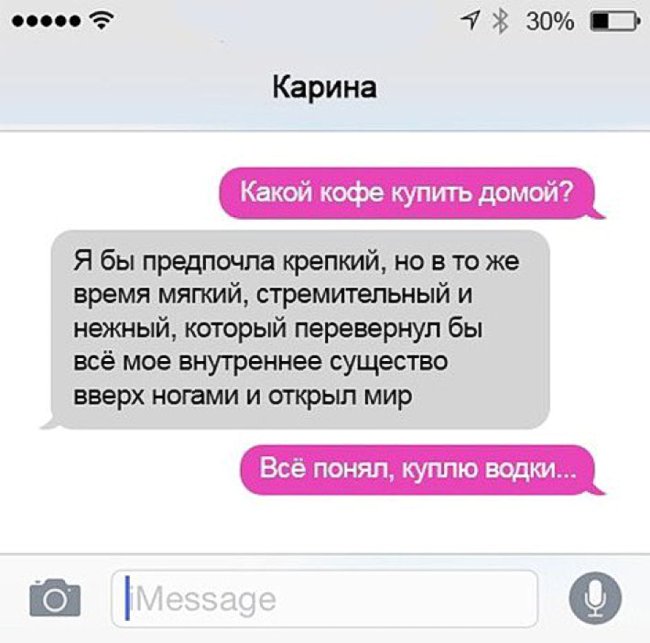 30%
Карина
Какой кофе купить домой?
Я бы предпочла крепкий, но в то же
время мягкий, стремительный и
нежный, который перевернул бы
всё мое внутреннее существо
вверх ногами и открыл мир
Всё понял, куплю водки...
iMessage